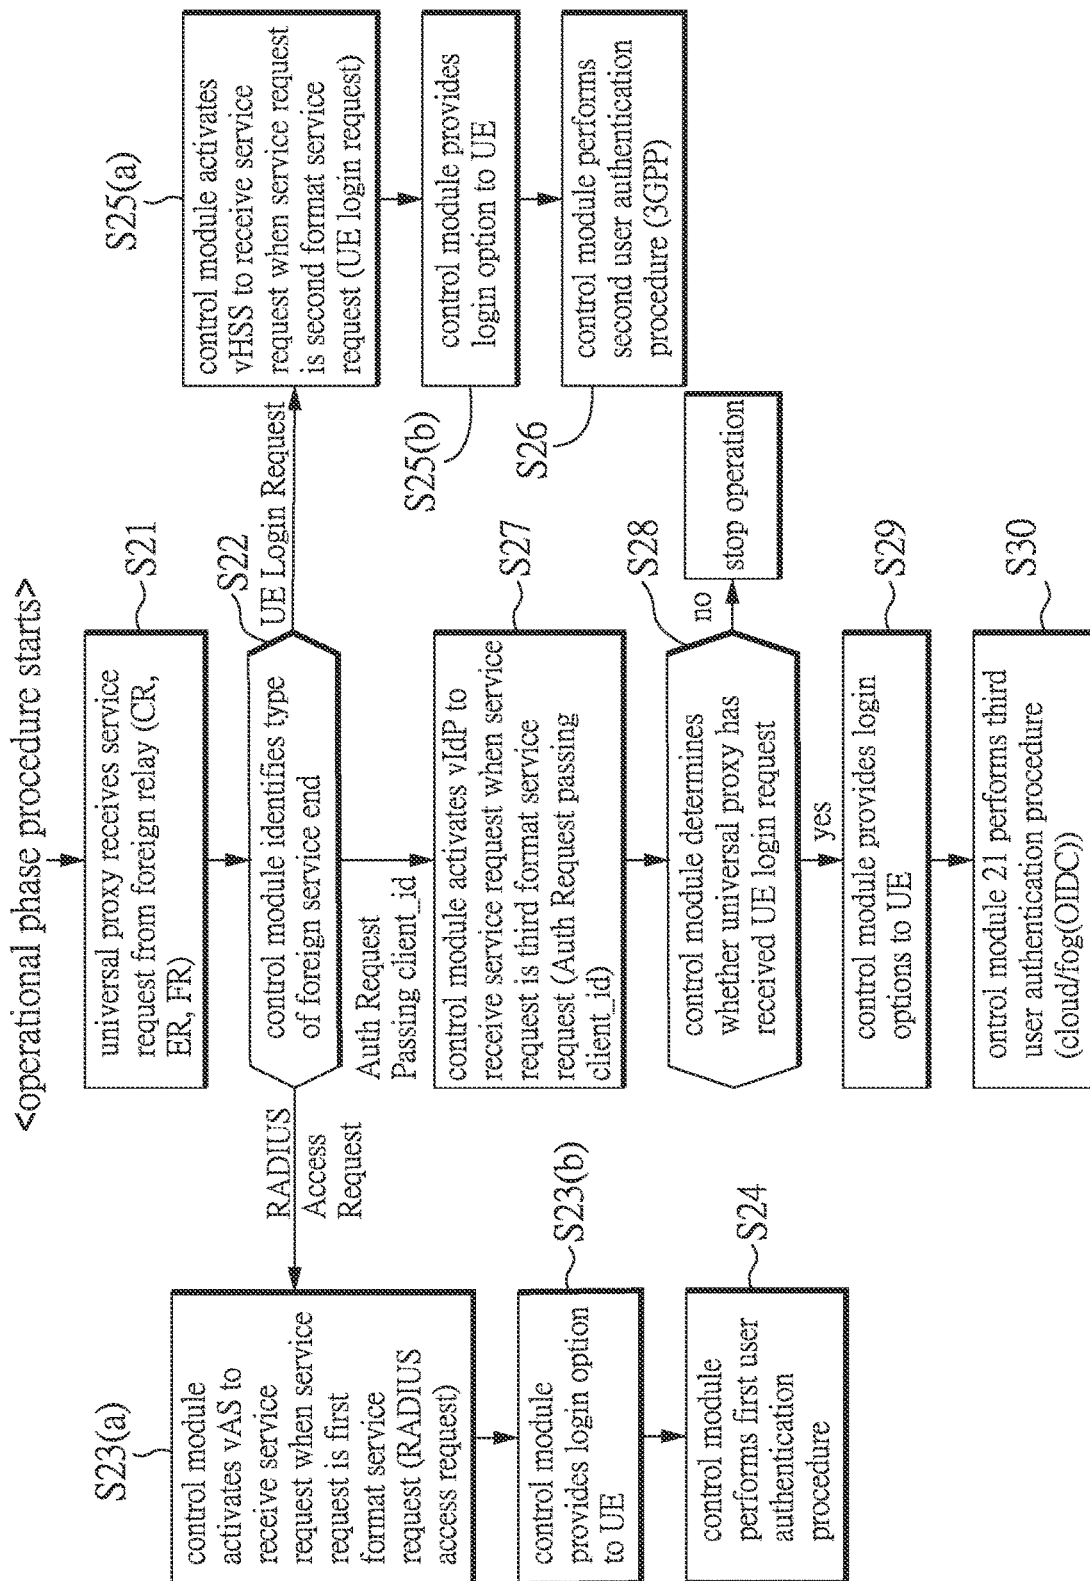 <operational phase procedure starts>
universal proxy receives service
request from foreign relay (CR,
ER, FR)
S21
control module identifies type
of foreign service end
S22
RADIUS
Access
Request
UE Login Request
Auth Request
Passing client_id
S23(a)
control module
activates vAS to
receive service
request when service
request is first
format service
request (RADIUS
access request)
control module
provides login option
to UE
S23(b)
control module
performs first user
authentication
procedure
S24
S25(a)
control module activates
vHSS to receive service
request when service request
is second format service
request (UE login request)
control module provides
login option to UE
S25(b)
control module performs
second user authentication
procedure (3GPP)
S26
control module activates vIdP to
receive service request when service
request is third format service
request (Auth Request passing
client_id)
S27
control module determines
whether universal proxy has
received UE login request
S28
no
stop operation
yes
control module provides login
options to UE
S29
ontrol module 21 performs third
user authentication procedure
(cloud/fog(OIDC)
S30